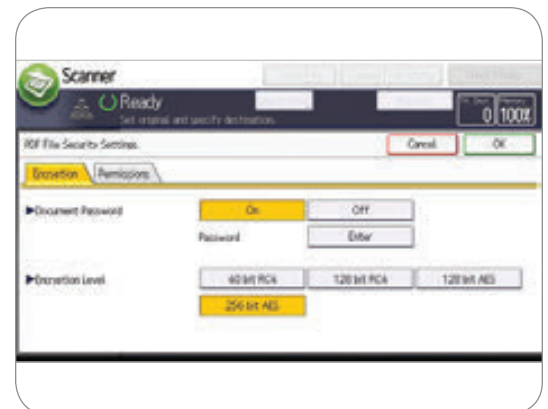 Scanner
Ready
Set original and specify destination.
0 100%
PDF File Security Settings. Cancel OK
Encryption Permissions
▶Document Password On Off
Password Enter
▶Encryption Level 40 bit RC4 128 bit RC4 128 bit AES
256 bit AES